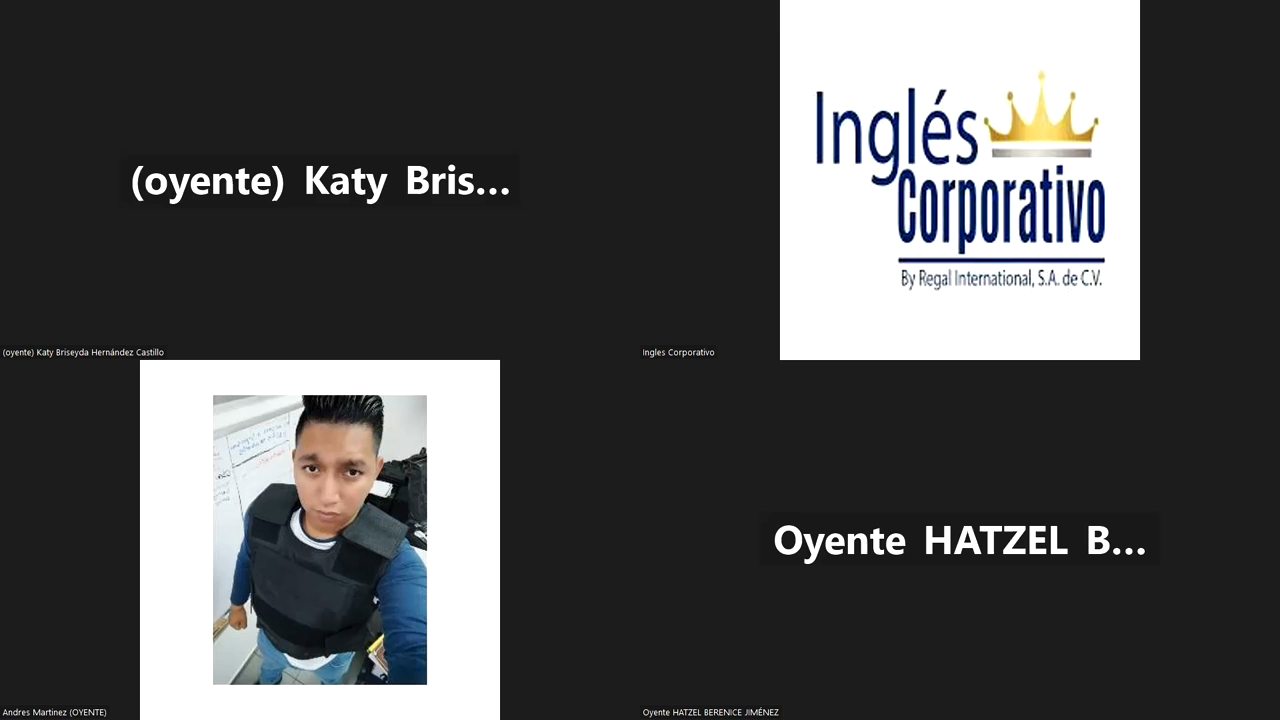 (oyente) Katy Bris...
(oyente) Katy Briseyda Hernández Castillo
Inglés
Corporativo
By Regal International, S.A. de C.V.
Ingles Corporativo
Andres Martinez (OYENTE)
Oyente HATZEL B...
Oyente HATZEL BERENICE JIMÉNEZ